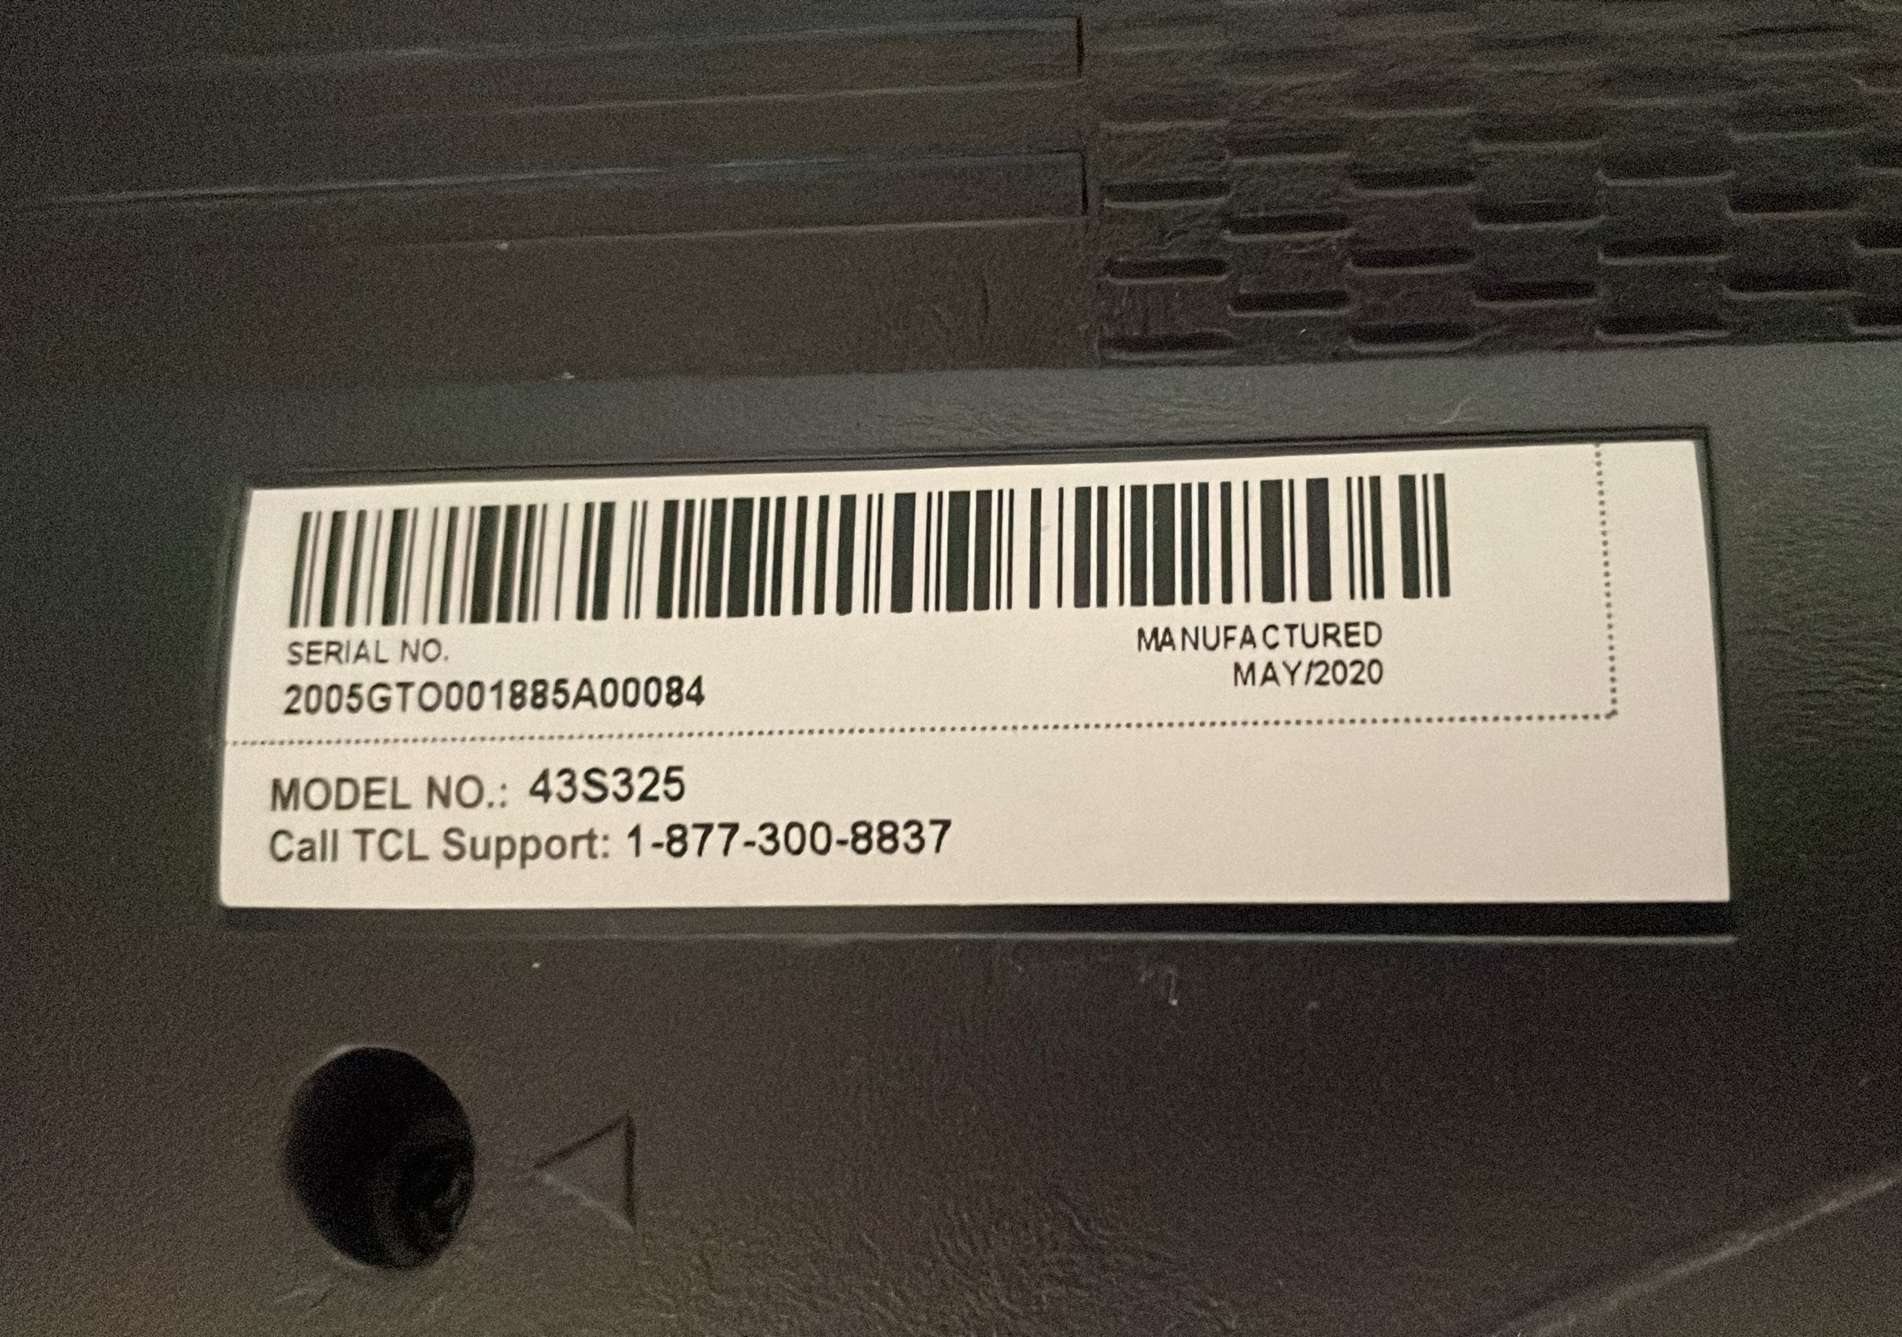 SERIAL NO.
2005GTO001885A00084
MANUFACTURED
MAY/2020
MODEL NO.: 43S325
Call TCL Support: 1-877-300-8837